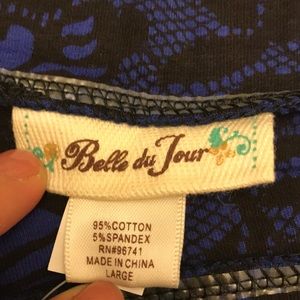 Belle du Jour
95%COTTON
5%SPANDEX
RN#96741
MADE IN CHINA
LARGE